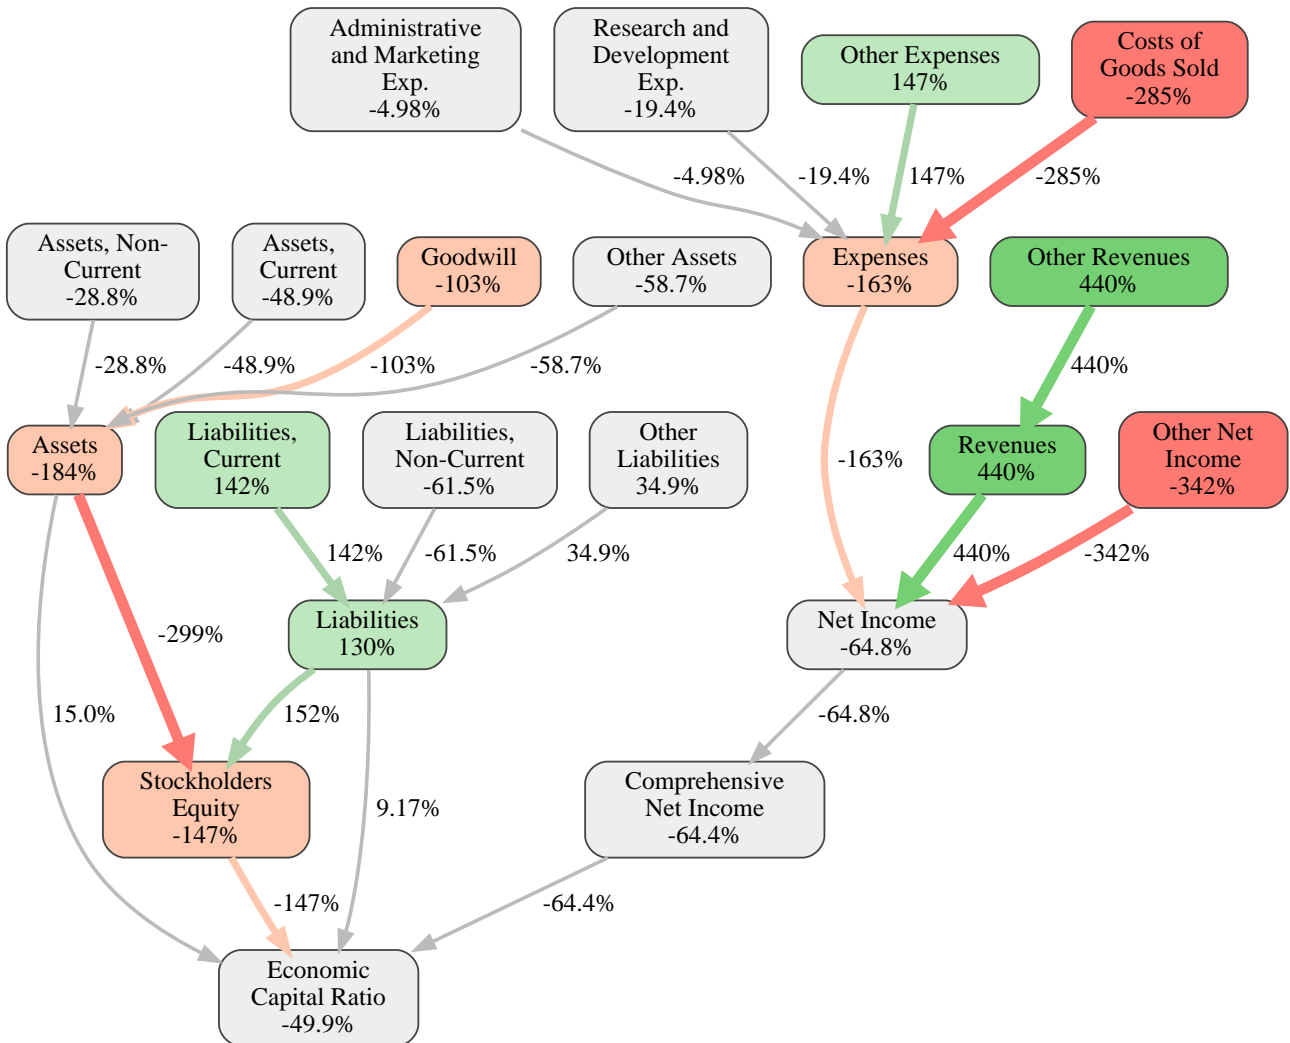 Administrative
and Marketing
Exp.
-4.98%
Research and
Development
Exp.
-19.4%
Other Expenses
147%
Costs of
Goods Sold
-285%
-4.98%
-19.4%
147%
-285%
Assets, Non-
Current
-28.8%
Assets,
Current
-48.9%
Goodwill
-103%
Other Assets
-58.7%
Expenses
-163%
Other Revenues
440%
-28.8%
-48.9%
-103%
-58.7%
440%
Assets
-184%
Liabilities,
Current
142%
Liabilities,
Non-Current
-61.5%
Other
Liabilities
34.9%
-163%
Revenues
440%
Other Net
Income
-342%
142%
-61.5%
34.9%
440%
-342%
-299%
Liabilities
130%
Net Income
-64.8%
15.0%
152%
-64.8%
Stockholders
Equity
-147%
9.17%
Comprehensive
Net Income
-64.4%
-147%
-64.4%
Economic
Capital Ratio
-49.9%